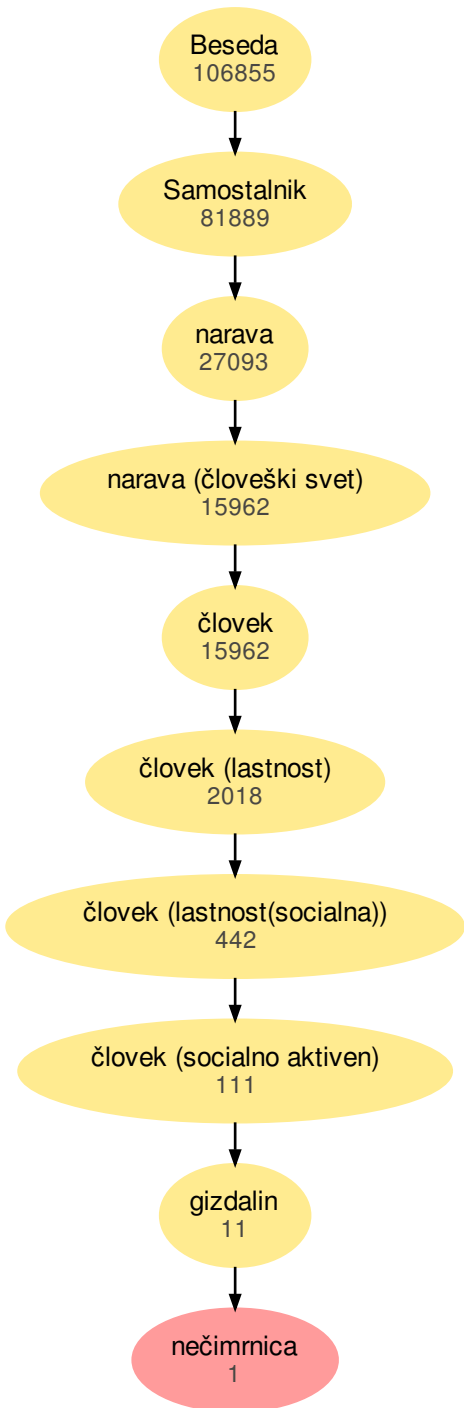 Beseda
106855
Samostalnik
81889
narava
27093
narava (človeški svet)
15962
človek
15962
človek (lastnost)
2018
človek (lastnost(socialna))
442
človek (socialno aktiven)
111
gizdalin
11
nečimrnica
1